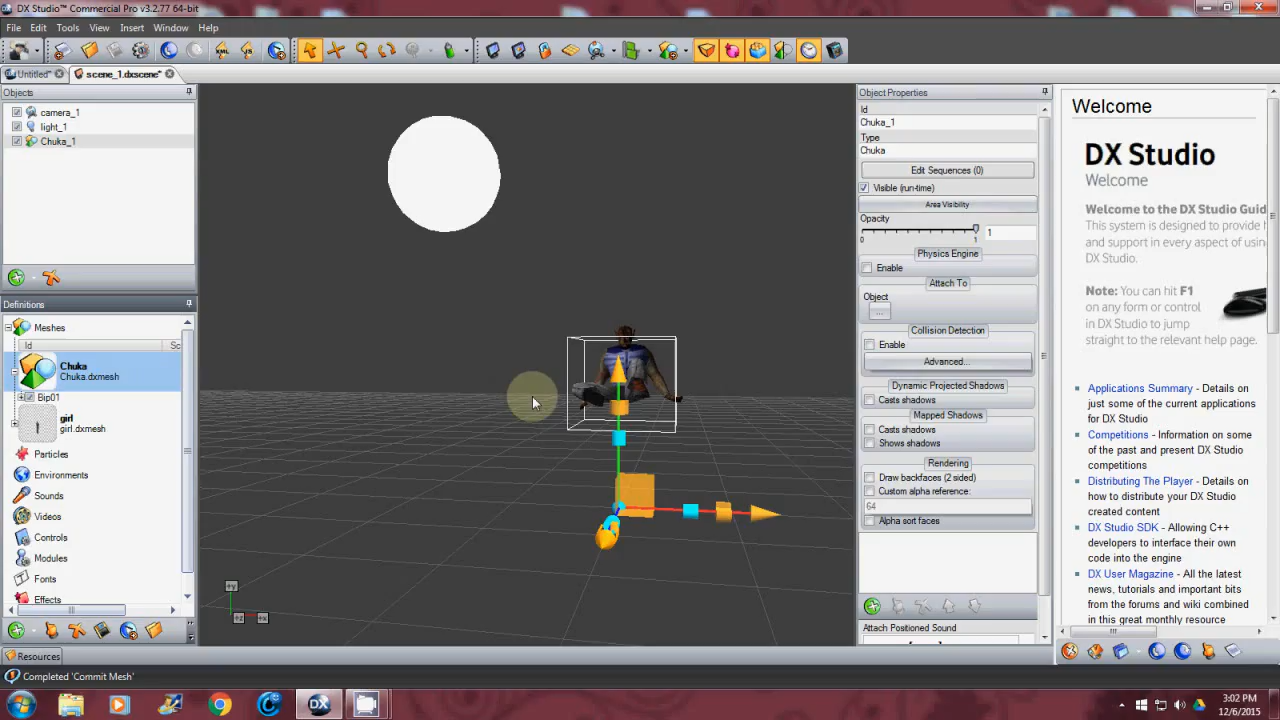 DX Studio™ Commercial Pro v3.2.77 64-bit
File Edit Tools View Insert Window Help
XML JS
Untitled* scene_1.dxscene*
Objects
camera_1
light_1
Chuka_1
Definitions
Meshes
Id Sc
Chuka
Chuka.dxmesh
Bip01
girl
girl.dxmesh
Particles
Environments
Sounds
Videos
Controls
Modules
Fonts
Effects
Resources
Completed 'Commit Mesh'
+y
+z +x
Object Properties
Id
Chuka_1
Type
Chuka
Edit Sequences (0)
Visible (run-time)
Area Visibility
Opacity
0 1 1
Physics Engine
Enable
Attach To
Object
...
Collision Detection
Enable
Advanced...
Dynamic Projected Shadows
Casts shadows
Mapped Shadows
Casts shadows
Shows shadows
Rendering
Draw backfaces (2 sided)
Custom alpha reference:
64
Alpha sort faces
Attach Positioned Sound
Welcome
DX Studio
Welcome
Welcome to the DX Studio Guid
This system is designed to provide h
and support in every aspect of usin
DX Studio.
Note: You can hit F1
on any form or control
in DX Studio to jump
straight to the relevant help page.
Applications Summary - Details on
just some of the current applications
for DX Studio
Competitions - Information on some
of the past and present DX Studio
competitions
Distributing The Player - Details on
how to distribute your DX Studio
created content
DX Studio SDK - Allowing C++
developers to interface their own
code into the engine
DX User Magazine - All the latest
news, tutorials and important bits
from the forums and wiki combined
in this great monthly resource
DX
3:02 PM
12/6/2015